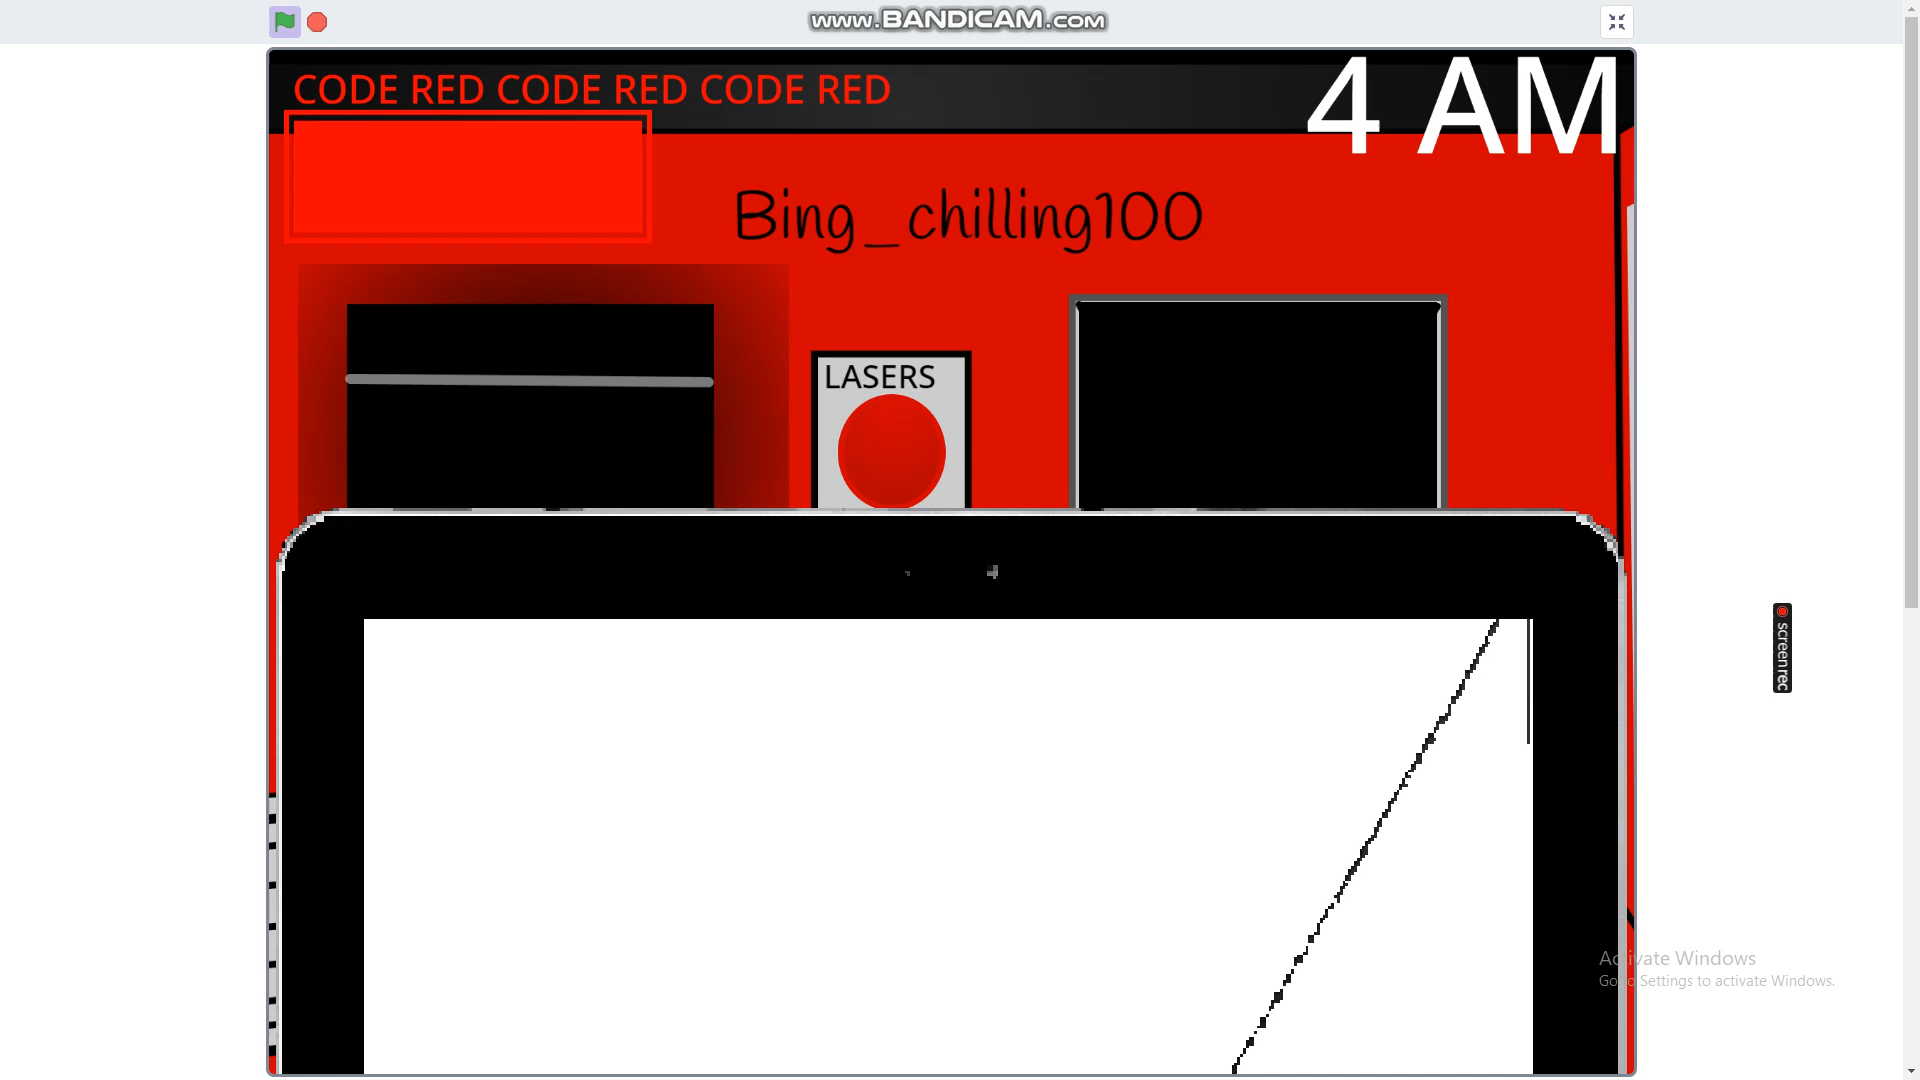 www.BANDICAM.com
CODE RED CODE RED CODE RED
4 AM
Bing_chilling100
LASERS
screenrec
Activate Windows
Go to Settings to activate Windows.